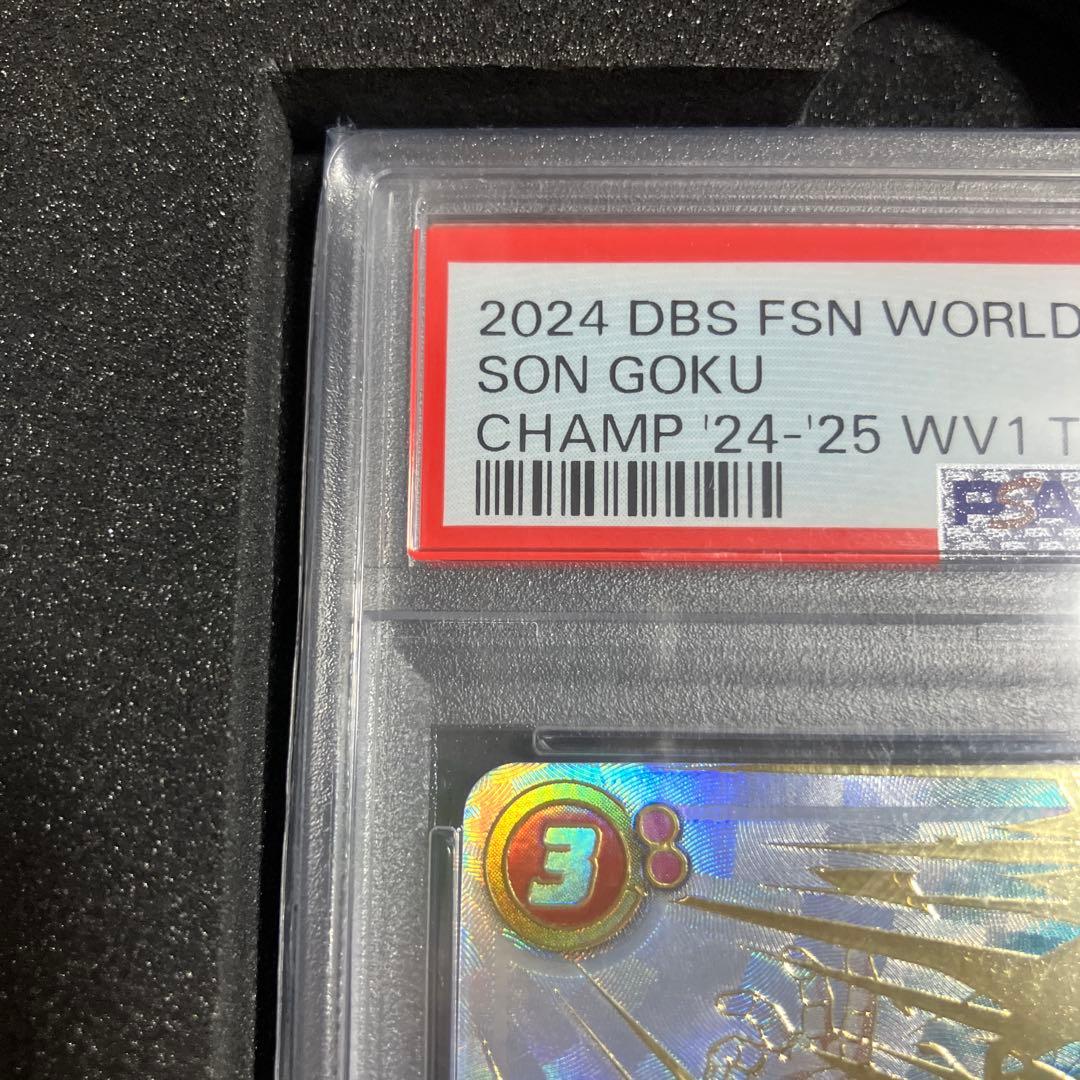 2024 DBS FSN WORLD
SON GOKU
CHAMP '24-'25 WV1 T
PSA
3